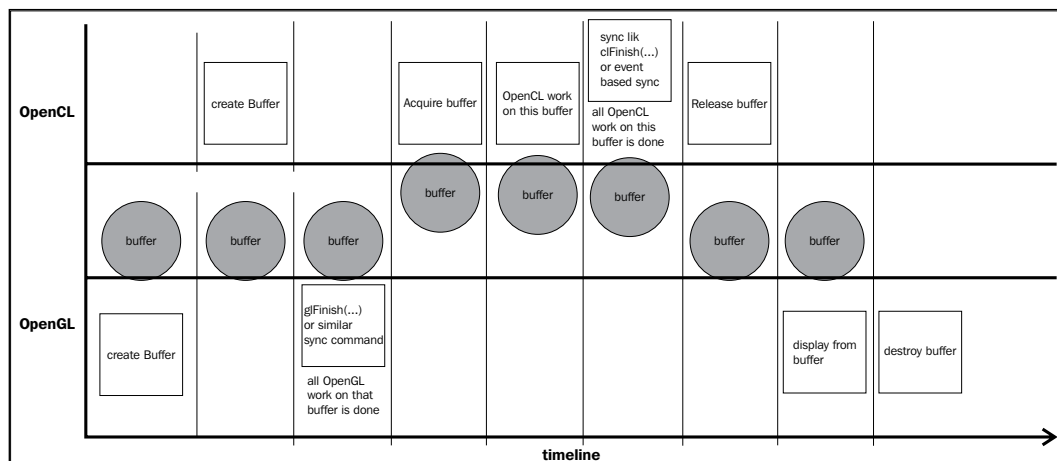 OpenCL
create Buffer
Acquire buffer
OpenCL work
on this buffer
sync lik
clFinish(...)
or event
based sync
all OpenCL
work on this
buffer is done
Release buffer
buffer
buffer
buffer
buffer
buffer
buffer
buffer
buffer
OpenGL
create Buffer
glFinish(...)
or similar
sync command
all OpenGL
work on that
buffer is done
display from
buffer
destroy buffer
timeline